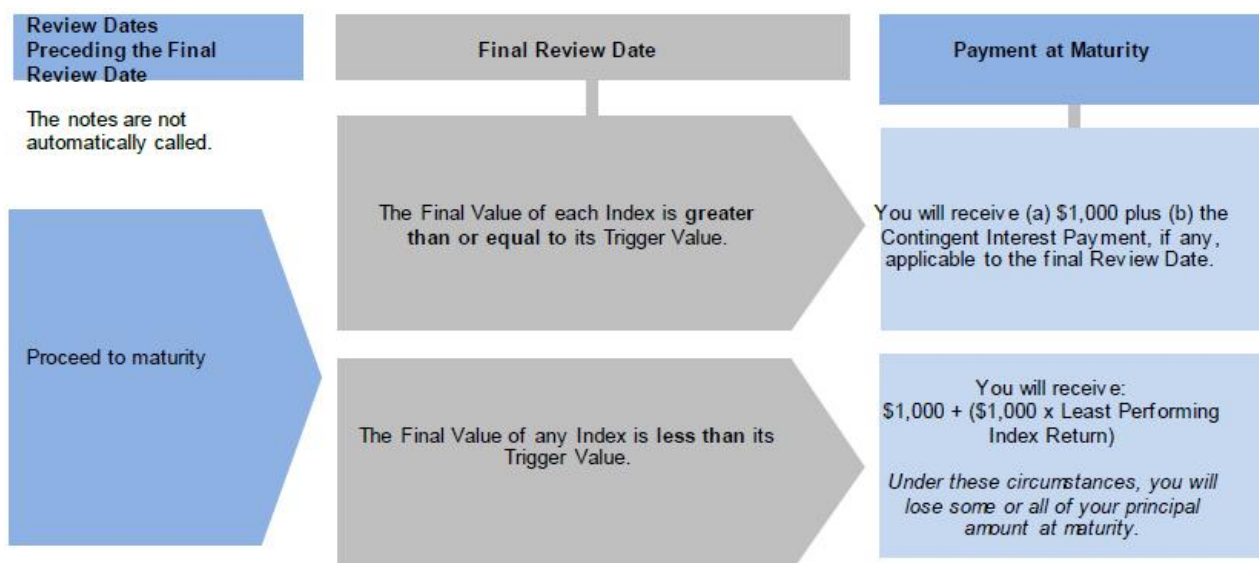 Review Dates
Preceding the Final
Review Date
The notes are not
automatically called.
Proceed to maturity
Final Review Date
The Final Value of each Index is greater
than or equal to its Trigger Value.
The Final Value of any Index is less than its
Trigger Value.
Payment at Maturity
You will receive (a) $1,000 plus (b) the
Contingent Interest Payment, if any,
applicable to the final Review Date.
You will receive:
$1,000 + ($1,000 x Least Performing
Index Return)
Under these circumstances, you will
lose some or all of your principal
amount at maturity.